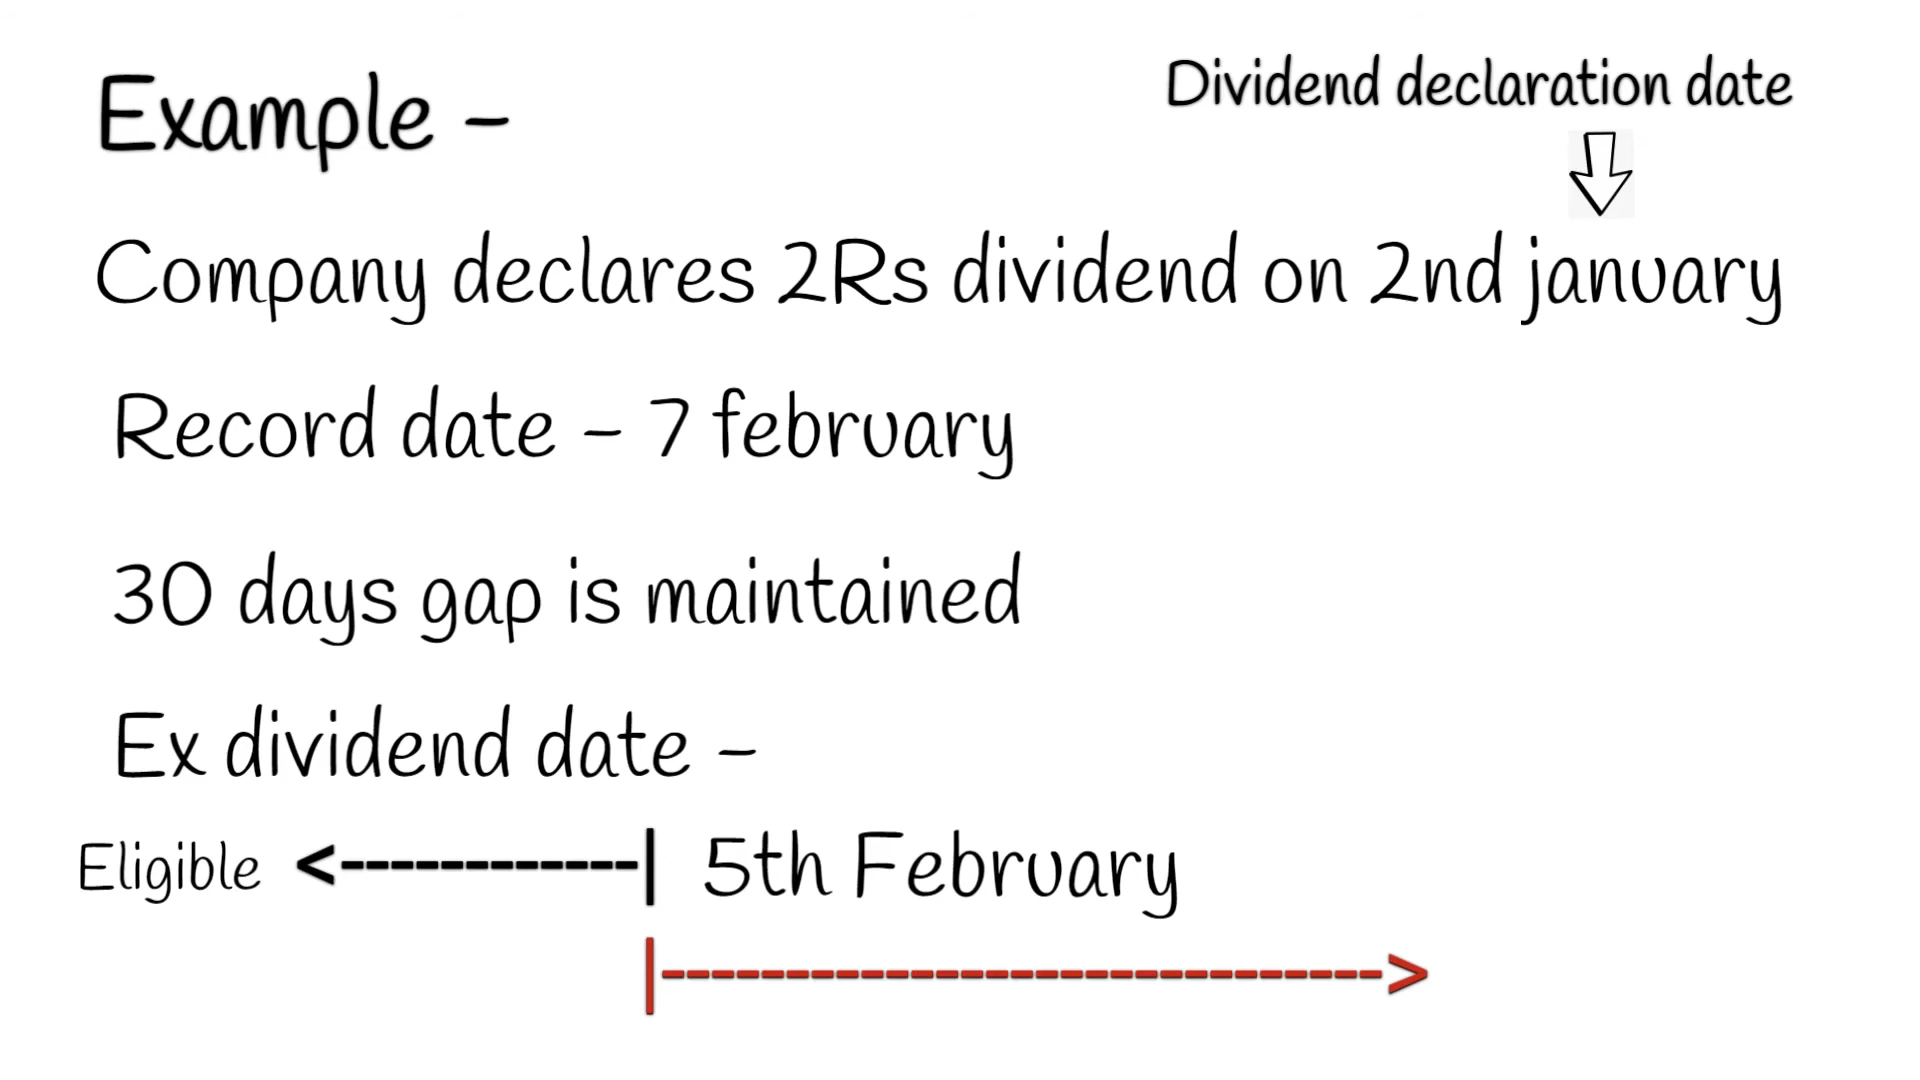 Example -
Dividend declaration date
Company declares 2Rs dividend on 2nd january
Record date - 7 february
30 days gap is maintained
Ex dividend date -
Eligible <------------| 5th February
|----------------------------->